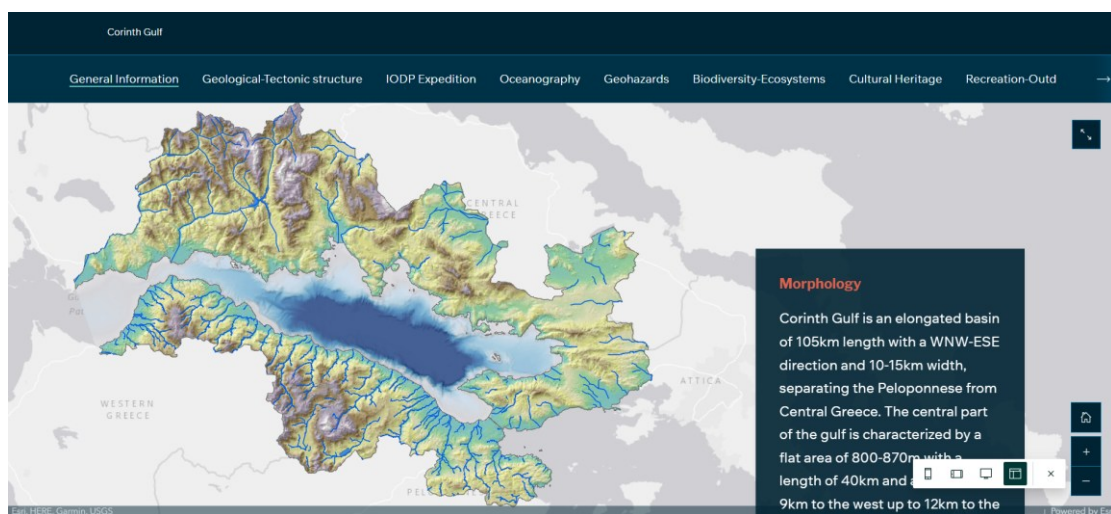 Corinth Gulf
General Information Geological-Tectonic structure IODP Expedition Oceanography Geohazards Biodiversity-Ecosystems Cultural Heritage Recreation-Outd →
CENTRAL
WESTERN
GREECE
ATTICA
Morphology
Corinth Gulf is an elongated basin
of 105km length with a WNW-ESE
direction and 10-15km width,
separating the Peloponnese from
Central Greece. The central part
of the gulf is characterized by a
flat area of 800-870m with a
length of 40km and
9km to the west up to 12km to the
Esri, HERE, Garmin, USGS
Powered by Esri